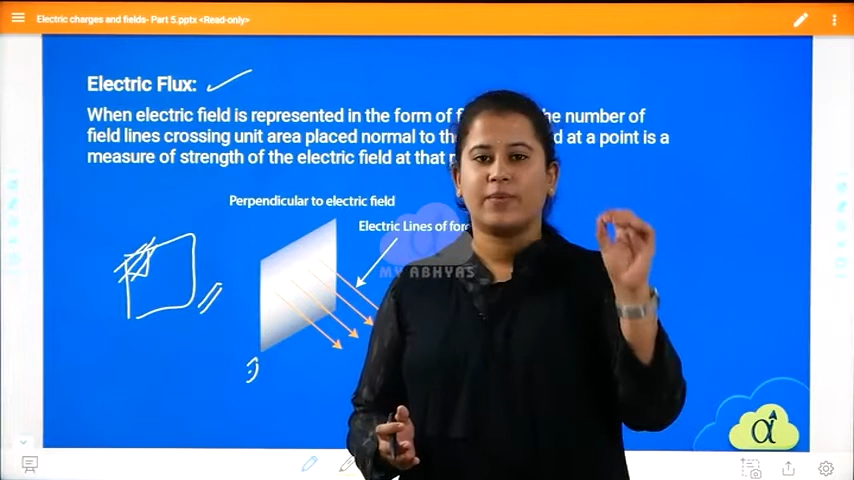 Electric charges and fields- Part 5.pptx <Read-only>
Electric Flux:
When electric field is represented in the form of f he number of
field lines crossing unit area placed normal to th d at a point is a
measure of strength of the electric field at that
Perpendicular to electric field
Electric Lines of forc
MY ABHYAS